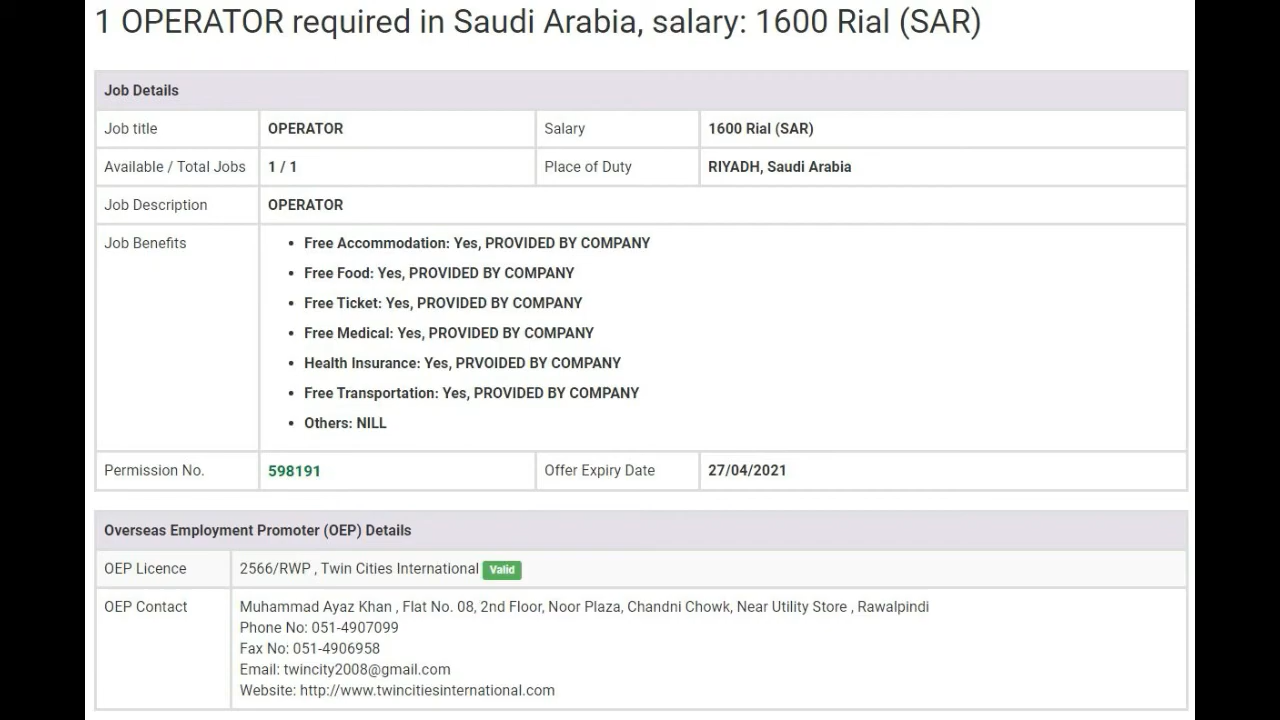 1 OPERATOR required in Saudi Arabia, salary: 1600 Rial (SAR)
Job Details
Job title OPERATOR Salary 1600 Rial (SAR)
Available / Total Jobs 1 / 1 Place of Duty RIYADH, Saudi Arabia
Job Description OPERATOR
Job Benefits
• Free Accommodation: Yes, PROVIDED BY COMPANY
• Free Food: Yes, PROVIDED BY COMPANY
• Free Ticket: Yes, PROVIDED BY COMPANY
• Free Medical: Yes, PROVIDED BY COMPANY
• Health Insurance: Yes, PRVOIDED BY COMPANY
• Free Transportation: Yes, PROVIDED BY COMPANY
• Others: NILL
Permission No. 598191 Offer Expiry Date 27/04/2021
Overseas Employment Promoter (OEP) Details
OEP Licence 2566/RWP , Twin Cities International Valid
OEP Contact Muhammad Ayaz Khan , Flat No. 08, 2nd Floor, Noor Plaza, Chandni Chowk, Near Utility Store , Rawalpindi
Phone No: 051-4907099
Fax No: 051-4906958
Email: twincity2008@gmail.com
Website: http://www.twincitiesinternational.com